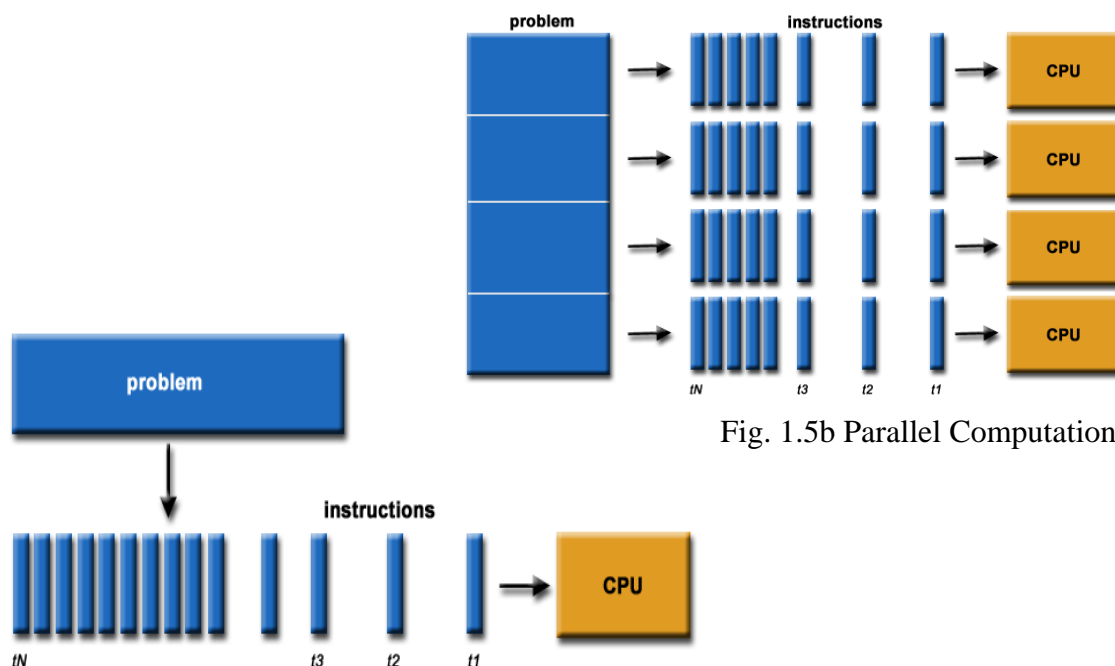 problem
instructions
CPU
CPU
CPU
CPU
tN t3 t2 t1
Fig. 1.5b Parallel Computation
problem
instructions
CPU
tN t3 t2 t1